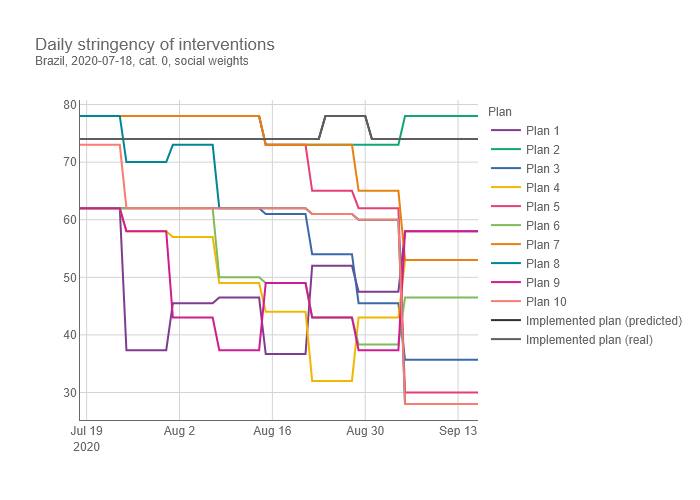 Daily stringency of interventions
Brazil, 2020-07-18, cat. 0, social weights
80
70
60
50
40
30
Jul 19
2020
Aug 2
Aug 16
Aug 30
Sep 13
Plan
Plan 1
Plan 2
Plan 3
Plan 4
Plan 5
Plan 6
Plan 7
Plan 8
Plan 9
Plan 10
Implemented plan (predicted)
Implemented plan (real)